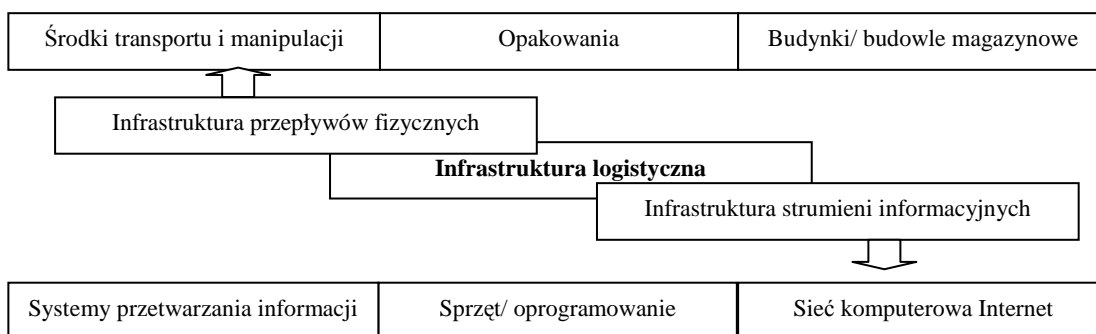 Środki transportu i manipulacji
Opakowania
Budynki/ budowle magazynowe
Infrastruktura przepływów fizycznych
Infrastruktura logistyczna
Infrastruktura strumieni informacyjnych
Systemy przetwarzania informacji
Sprzęt/ oprogramowanie
Sieć komputerowa Internet